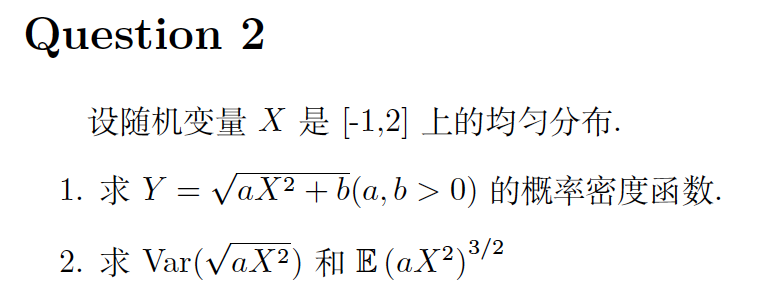 Question 2
设随机变量 X 是 [-1,2] 上的均匀分布.
1. 求 Y = √(aX² + b)(a, b > 0) 的概率密度函数.
2. 求 Var(√(aX²)) 和 𝔼 (aX²)^{3/2}